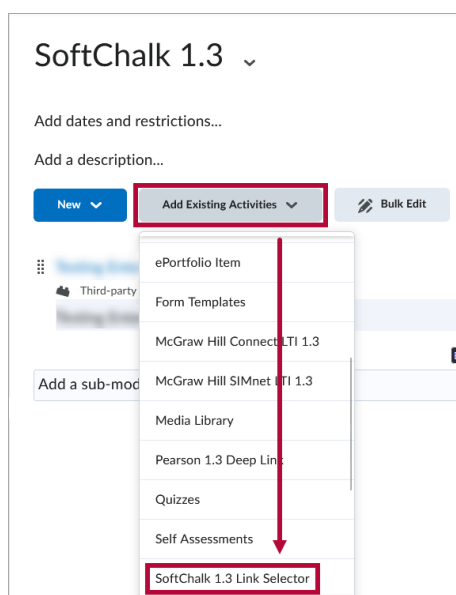 SoftChalk 1.3
Add dates and restrictions...
Add a description...
New
Add Existing Activities
Bulk Edit
Third-party
ePortfolio Item
Form Templates
McGraw Hill Connect LTI 1.3
McGraw Hill SIMnet LTI 1.3
Add a sub-mod
Media Library
Pearson 1.3 Deep Link
Quizzes
Self Assessments
SoftChalk 1.3 Link Selector